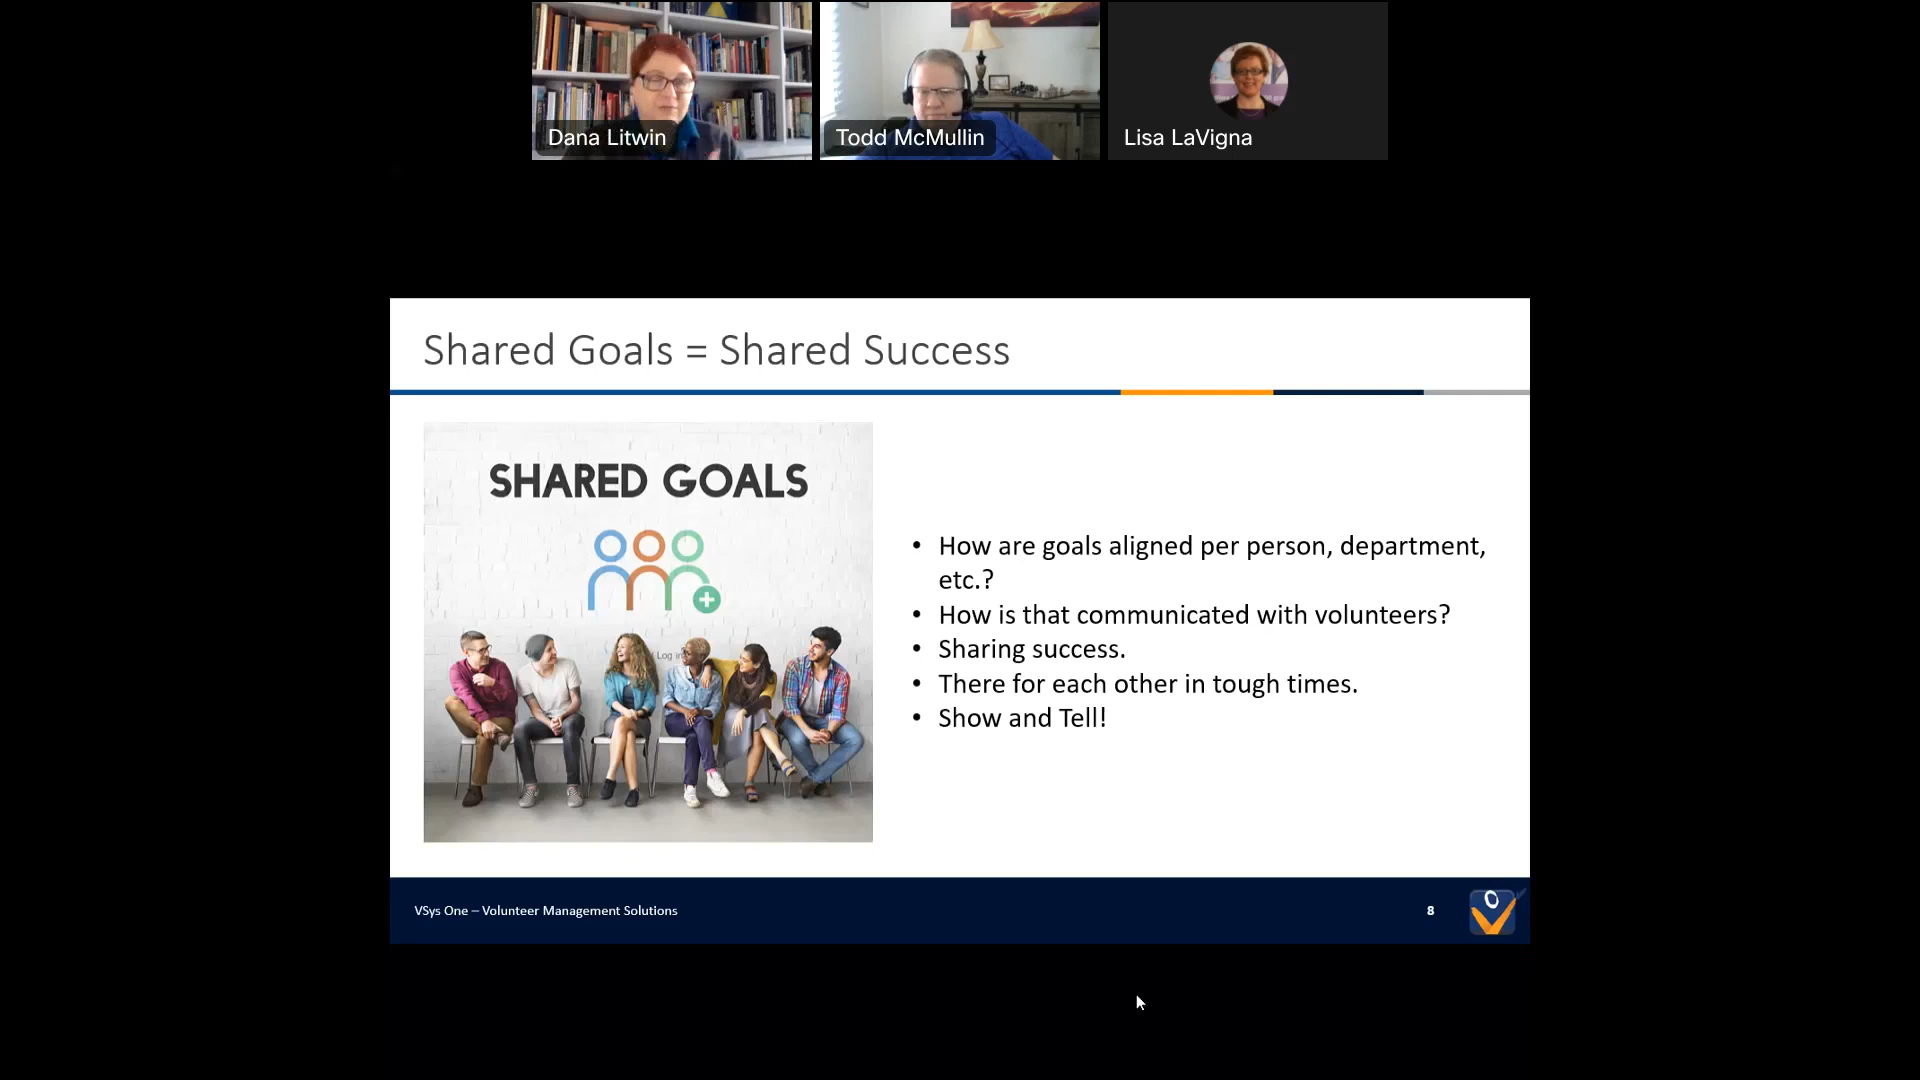 Dana Litwin
Todd McMullin
Lisa LaVigna
Shared Goals = Shared Success
SHARED GOALS
Log in
• How are goals aligned per person, department,
etc.?
• How is that communicated with volunteers?
• Sharing success.
• There for each other in tough times.
• Show and Tell!
VSys One – Volunteer Management Solutions
8